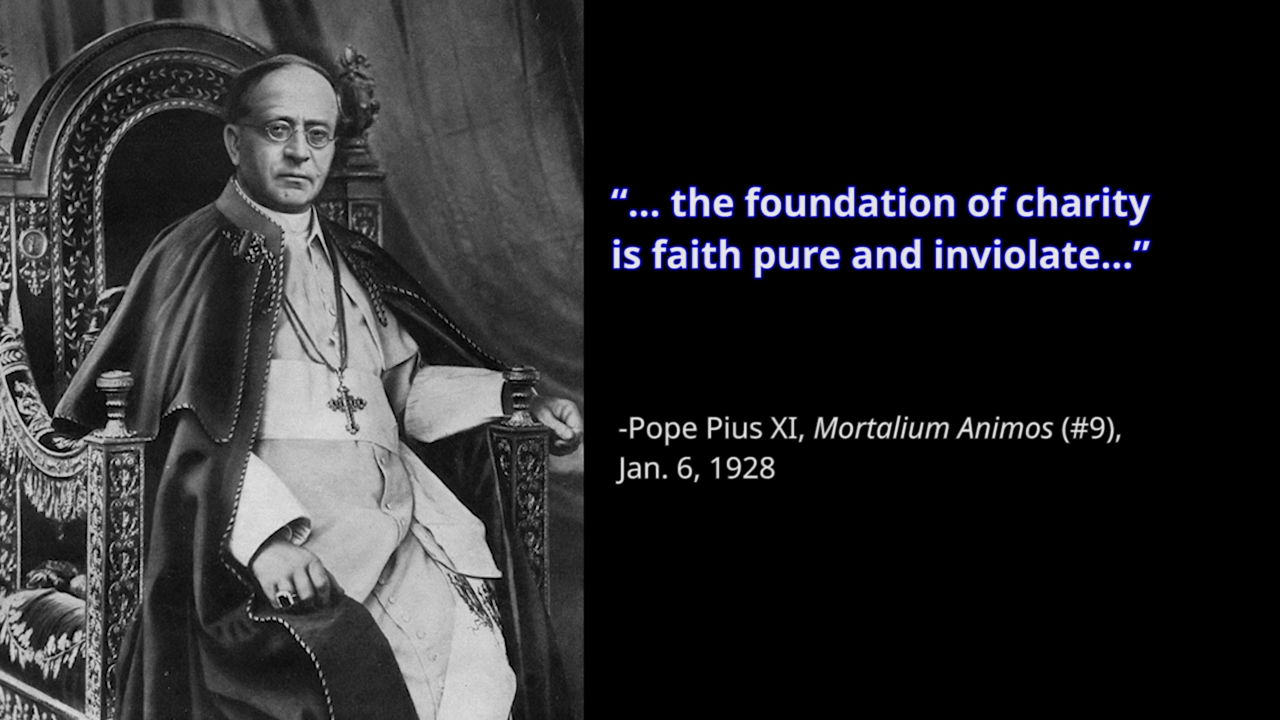 “... the foundation of charity
is faith pure and inviolate...”
-Pope Pius XI, Mortalium Animos (#9),
Jan. 6, 1928